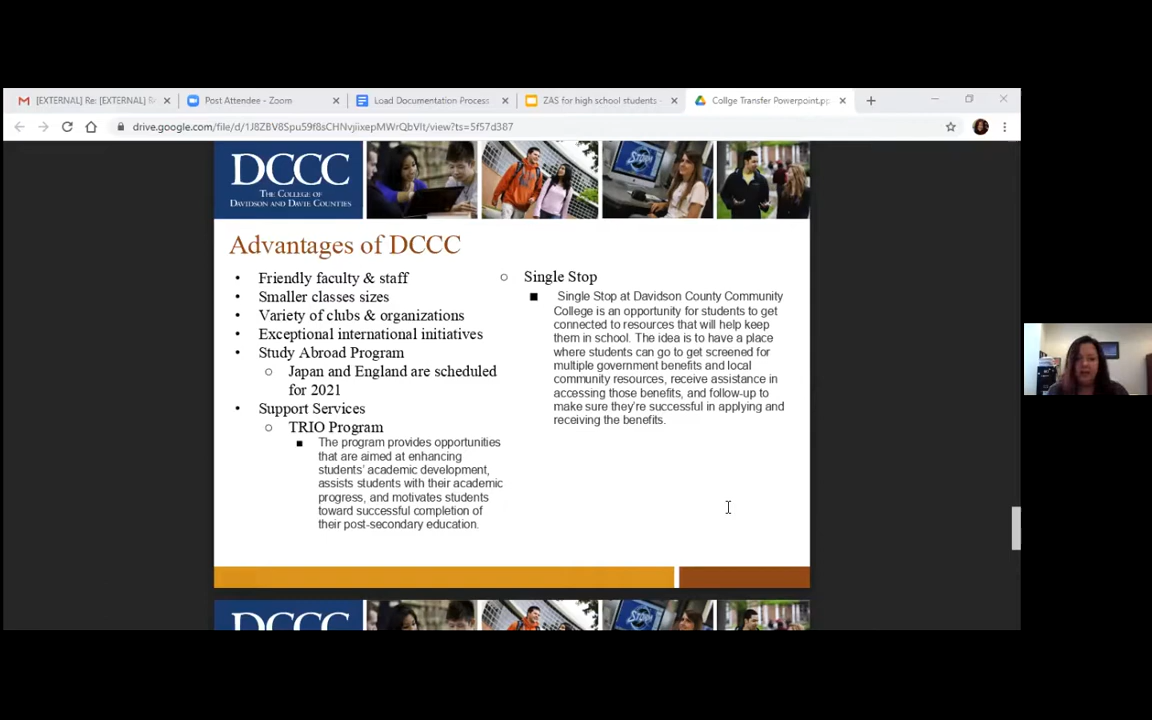 [EXTERNAL] Re: [EXTERNAL]
Post Attendee - Zoom
Load Documentation Process
ZAS for high school students -
Collge Transfer Powerpoint.pp
drive.google.com/file/d/1J8ZBV8Spu59f8sCHNvjiixepMWrQbVIt/view?ts=5f57d387
DCCC
THE COLLEGE OF
DAVIDSON AND DAVIE COUNTIES
STORM
Advantages of DCCC
• Friendly faculty & staff
• Smaller classes sizes
• Variety of clubs & organizations
• Exceptional international initiatives
• Study Abroad Program
○ Japan and England are scheduled
for 2021
• Support Services
○ TRIO Program
■ The program provides opportunities
that are aimed at enhancing
students' academic development,
assists students with their academic
progress, and motivates students
toward successful completion of
their post-secondary education.
○ Single Stop
■ Single Stop at Davidson County Community
College is an opportunity for students to get
connected to resources that will help keep
them in school. The idea is to have a place
where students can go to get screened for
multiple government benefits and local
community resources, receive assistance in
accessing those benefits, and follow-up to
make sure they're successful in applying and
receiving the benefits.
DCCC